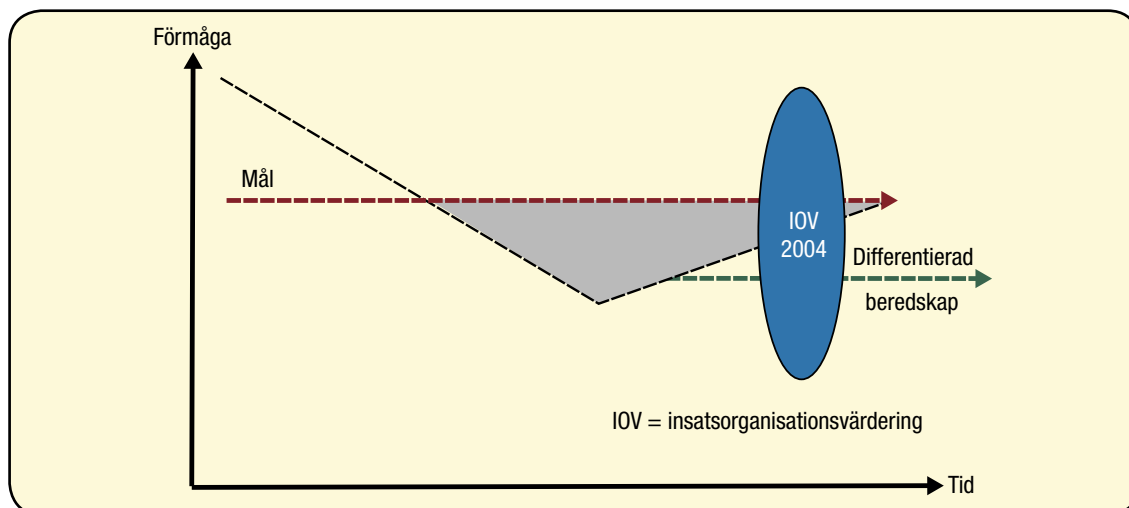 Förmåga
Mål
IOV
2004
Differentierad
beredskap
IOV = insatsorganisationsvärdering
Tid